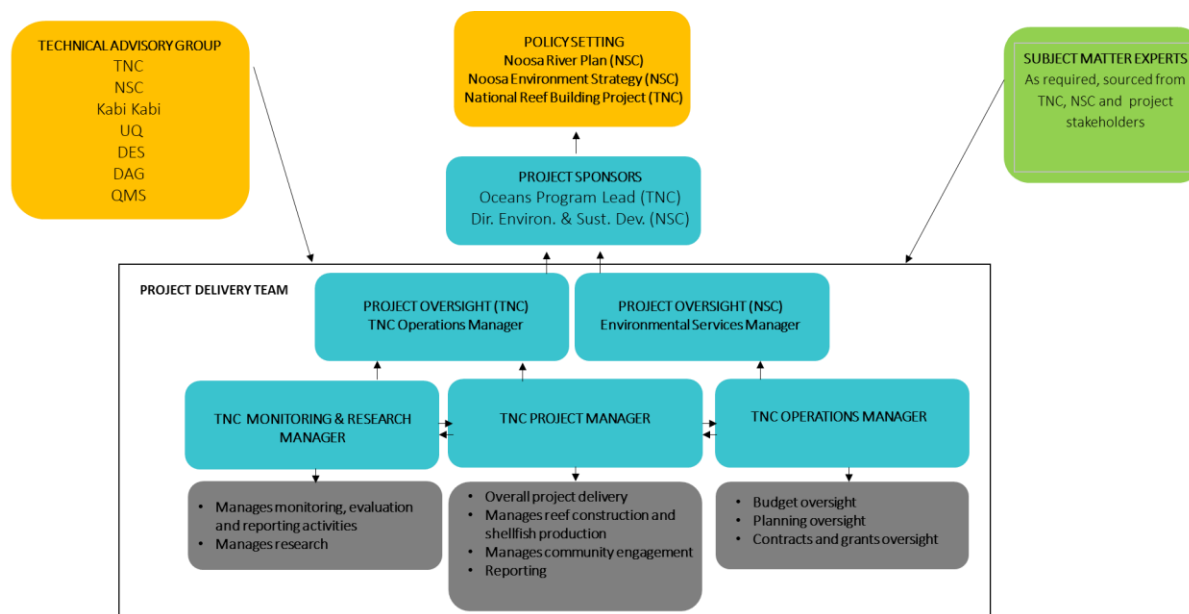 TECHNICAL ADVISORY GROUP
TNC
NSC
Kabi Kabi
UQ
DES
DAG
QMS
POLICY SETTING
Noosa River Plan (NSC)
Noosa Environment Strategy (NSC)
National Reef Building Project (TNC)
SUBJECT MATTER EXPERTS
As required, sourced from
TNC, NSC and project
stakeholders
PROJECT SPONSORS
Oceans Program Lead (TNC)
Dir. Environ. & Sust. Dev. (NSC)
PROJECT DELIVERY TEAM
PROJECT OVERSIGHT (TNC)
TNC Operations Manager
PROJECT OVERSIGHT (NSC)
Environmental Services Manager
TNC MONITORING & RESEARCH
MANAGER
TNC PROJECT MANAGER
TNC OPERATIONS MANAGER
• Manages monitoring, evaluation
and reporting activities
• Manages research
• Overall project delivery
• Manages reef construction and
shellfish production
• Manages community engagement
• Reporting
• Budget oversight
• Planning oversight
• Contracts and grants oversight